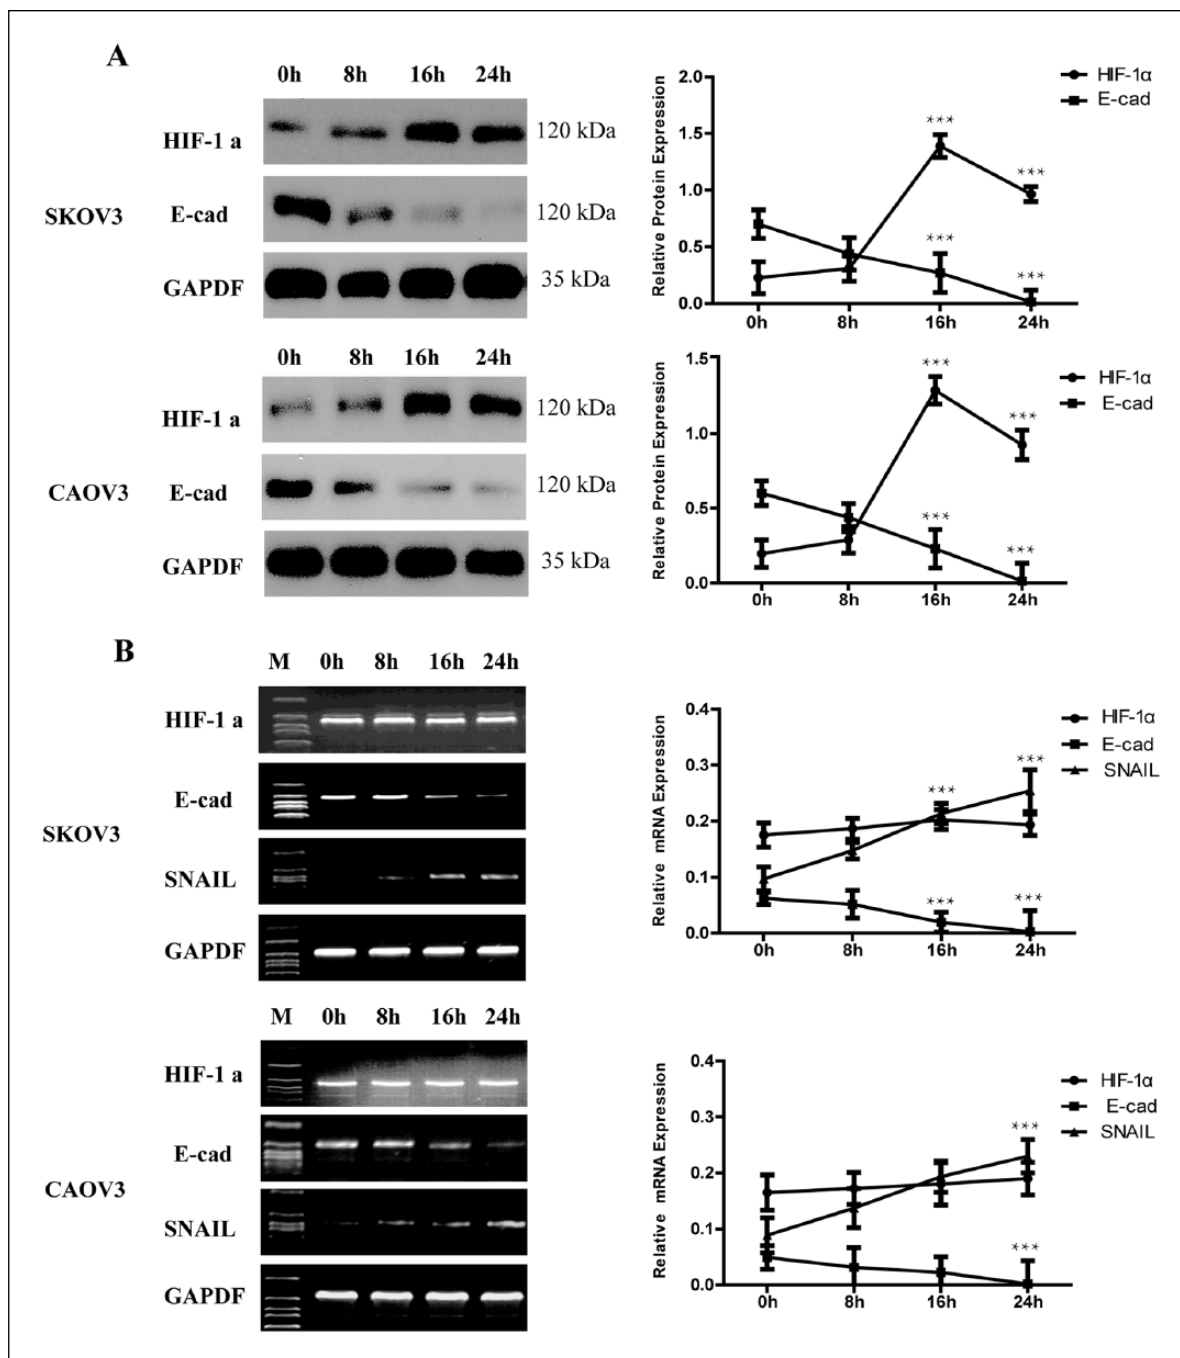 A
0h 8h 16h 24h
HIF-1 a 120 kDa
SKOV3 E-cad 120 kDa
GAPDF 35 kDa
2.0
1.5
1.0
0.5
0.0
Relative Protein Expression
HIF-1α
E-cad
***
***
***
***
0h 8h 16h 24h
0h 8h 16h 24h
HIF-1 a 120 kDa
CAOV3 E-cad 120 kDa
GAPDF 35 kDa
1.5
1.0
0.5
0.0
Relative Protein Expression
HIF-1α
E-cad
***
***
***
***
0h 8h 16h 24h
B
M 0h 8h 16h 24h
HIF-1 a
E-cad
SKOV3
SNAIL
GAPDF
0.4
0.3
0.2
0.1
0.0
Relative mRNA Expression
HIF-1α
E-cad
SNAIL
***
***
***
***
0h 8h 16h 24h
M 0h 8h 16h 24h
HIF-1 a
E-cad
CAOV3
SNAIL
GAPDF
0.4
0.3
0.2
0.1
0.0
Relative mRNA Expression
HIF-1α
E-cad
SNAIL
***
***
0h 8h 16h 24h